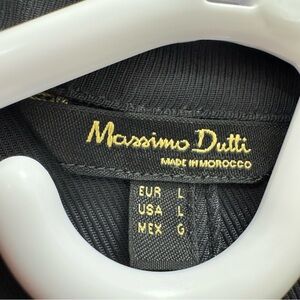 Massimo Dutti
MADE IN MOROCCO
EUR L
USA L
MEX G